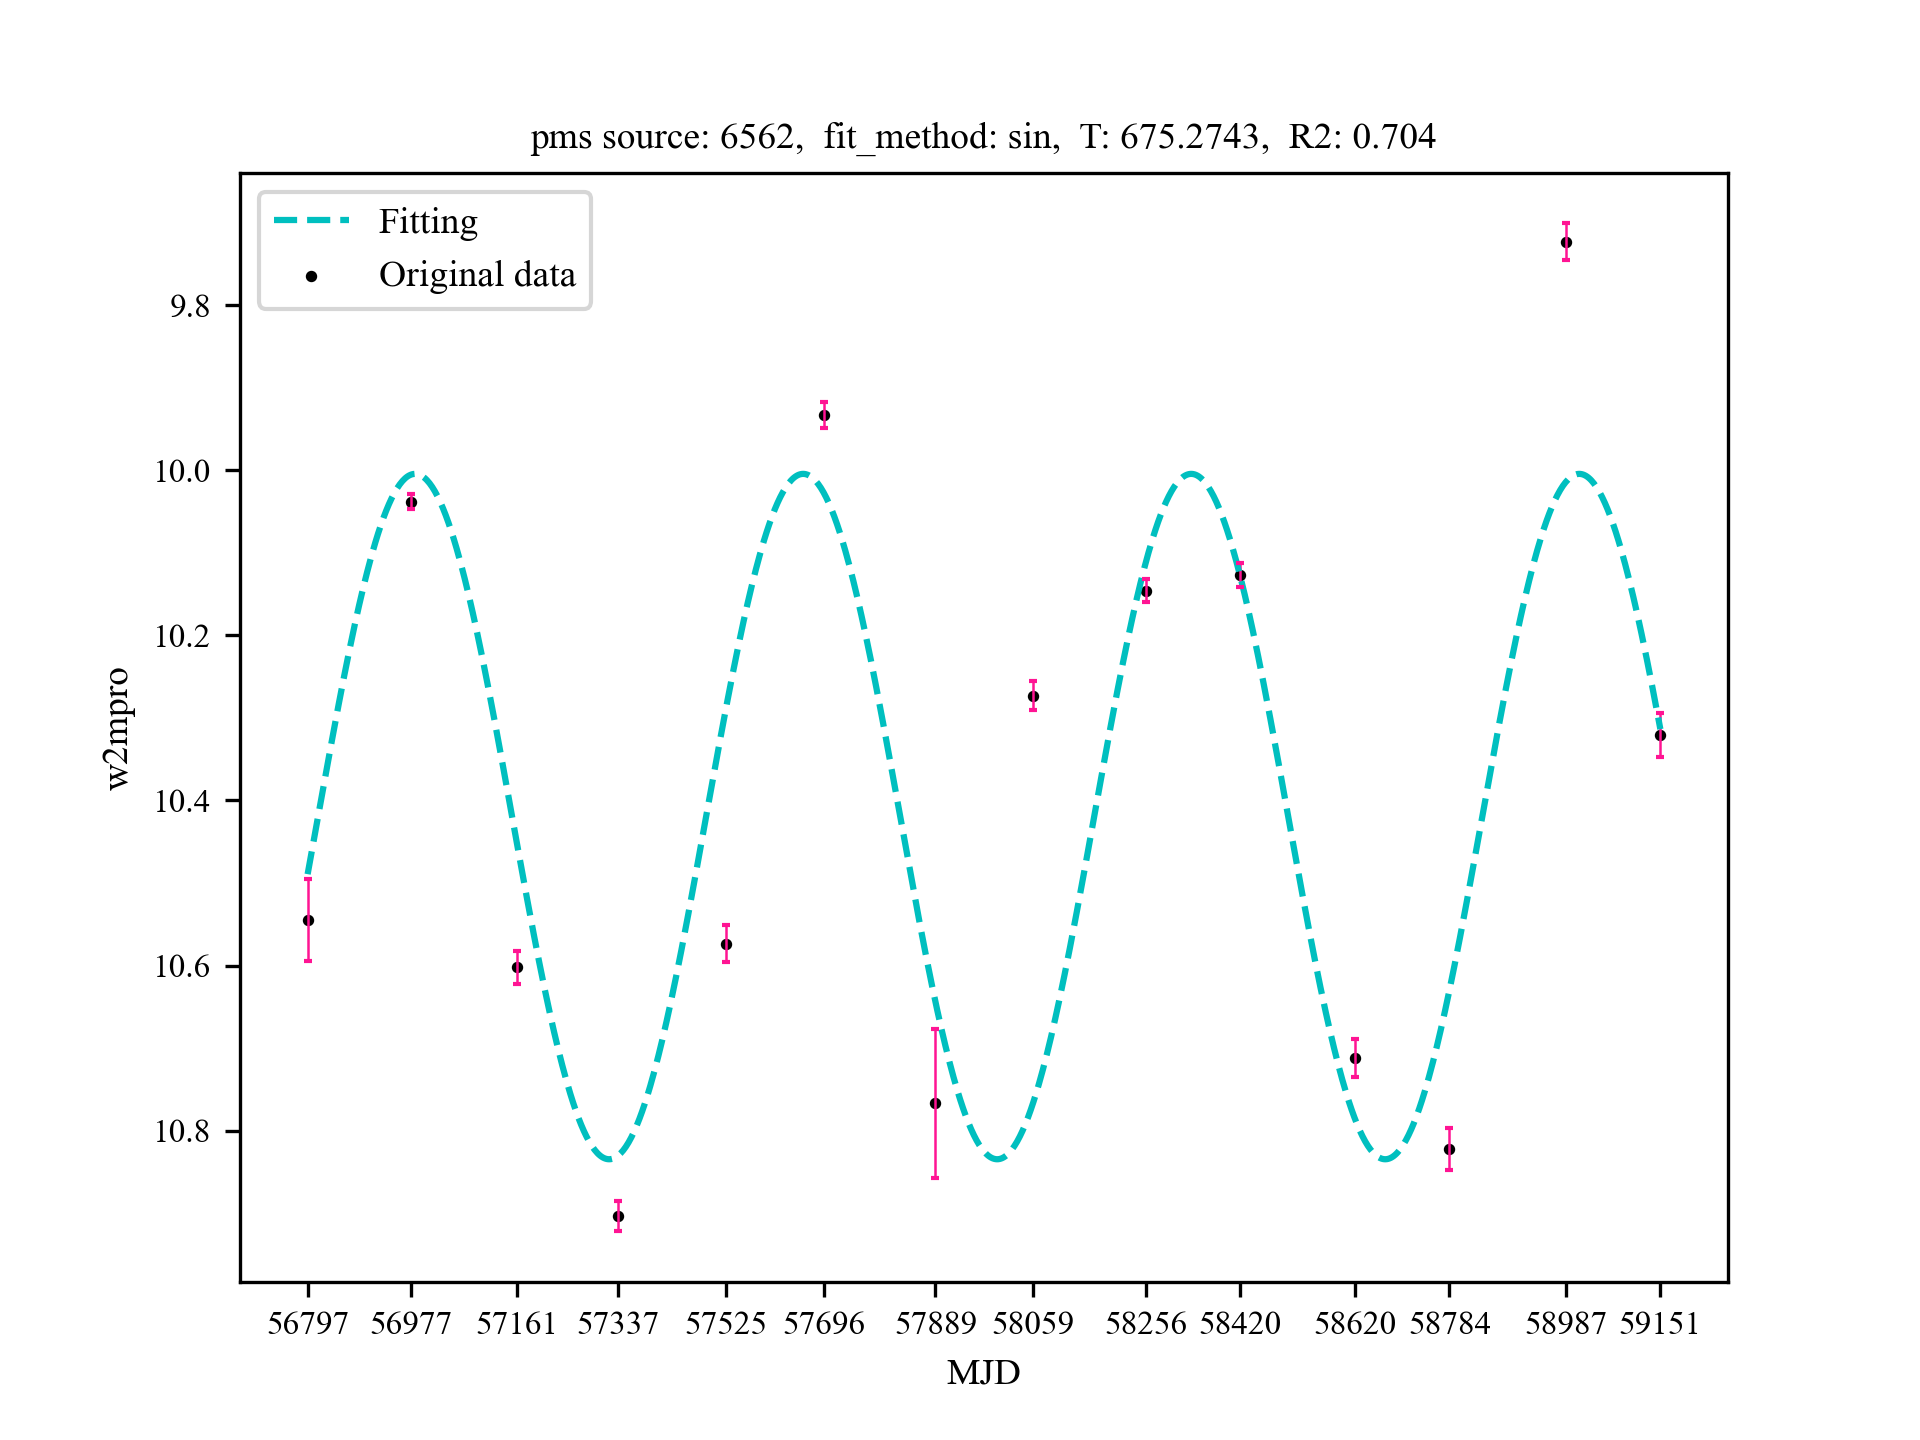 pms source: 6562, fit_method: sin, T: 675.2743, R2: 0.704
Fitting
Original data
9.8
10.0
10.2
10.4
10.6
10.8
w2mpro
56797 56977 57161 57337 57525 57696 57889 58059 58256 58420 58620 58784 58987 59151
MJD